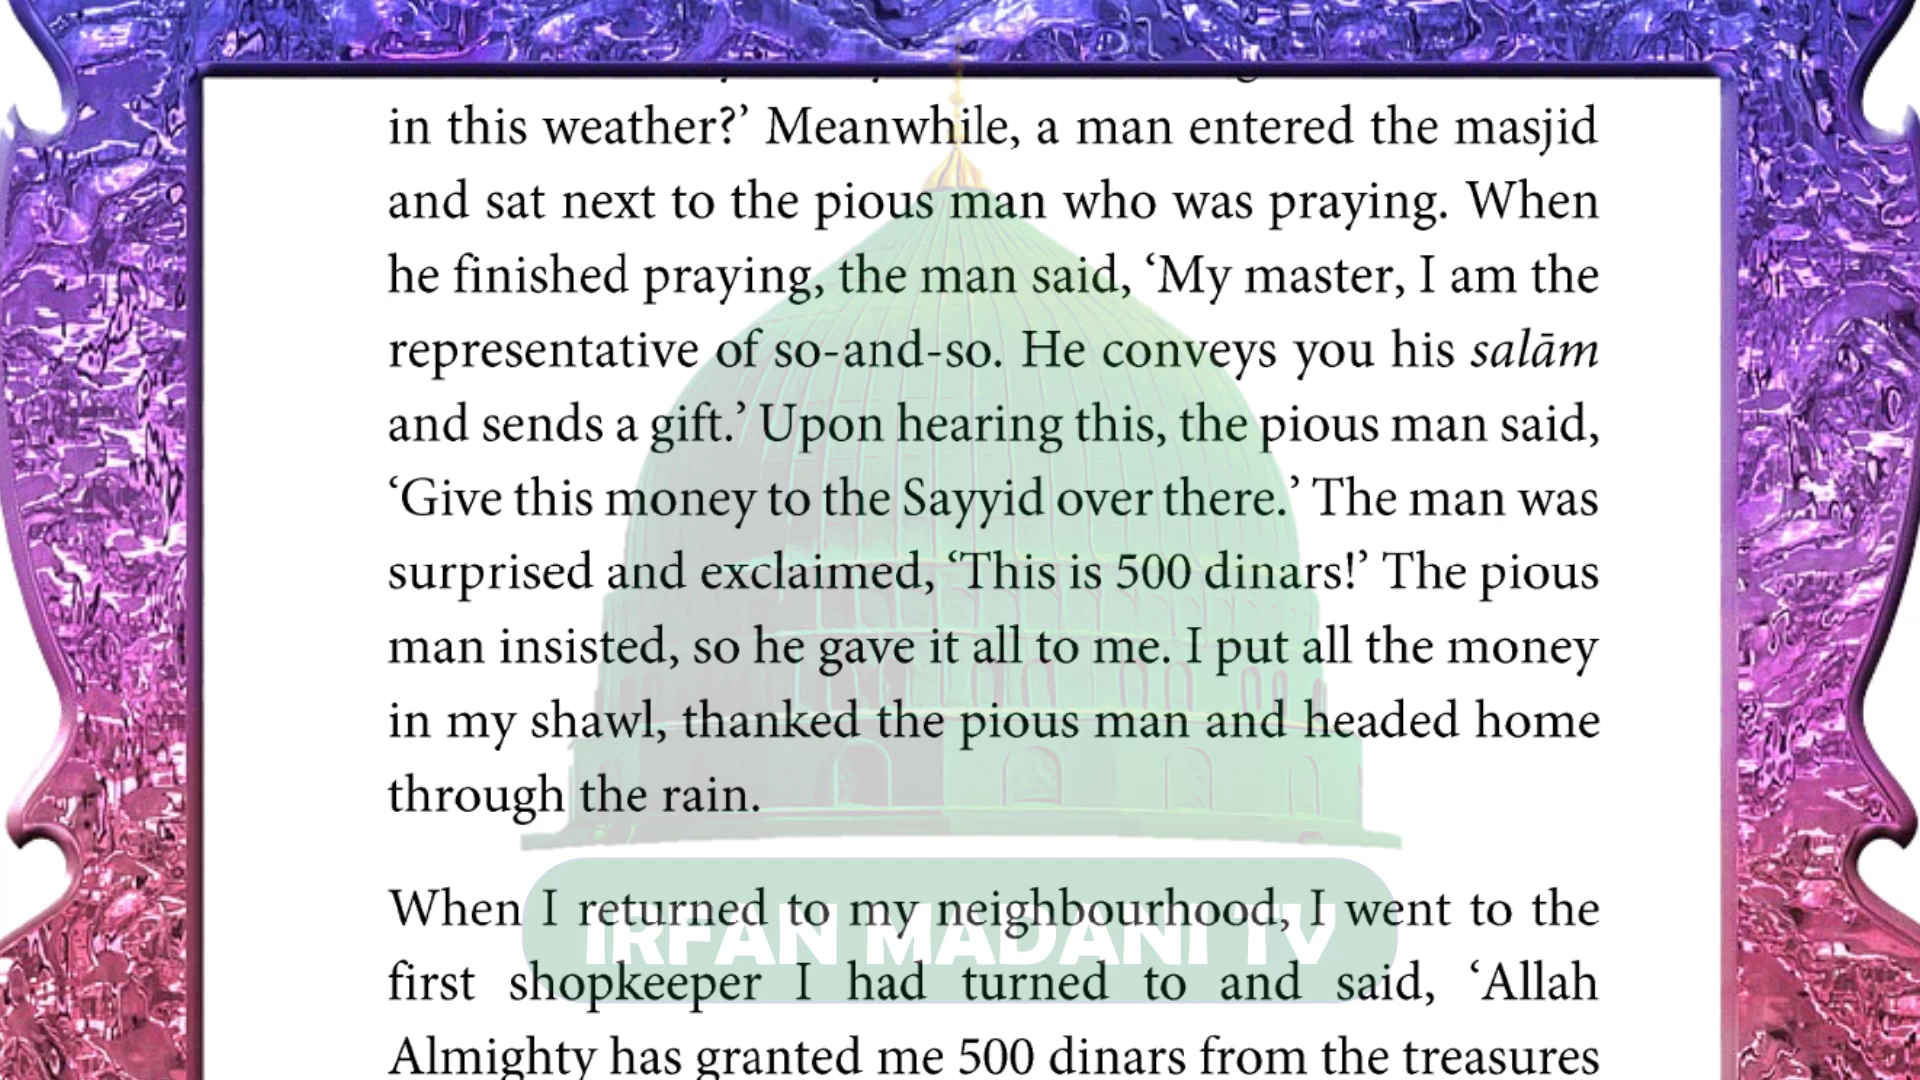 in this weather?’ Meanwhile, a man entered the masjid
and sat next to the pious man who was praying. When
he finished praying, the man said, ‘My master, I am the
representative of so-and-so. He conveys you his salām
and sends a gift.’ Upon hearing this, the pious man said,
‘Give this money to the Sayyid over there.’ The man was
surprised and exclaimed, ‘This is 500 dinars!’ The pious
man insisted, so he gave it all to me. I put all the money
in my shawl, thanked the pious man and headed home
through the rain.
When I returned to my neighbourhood, I went to the
IRFAN MADANI TV
first shopkeeper I had turned to and said, ‘Allah
Almighty has granted me 500 dinars from the treasures